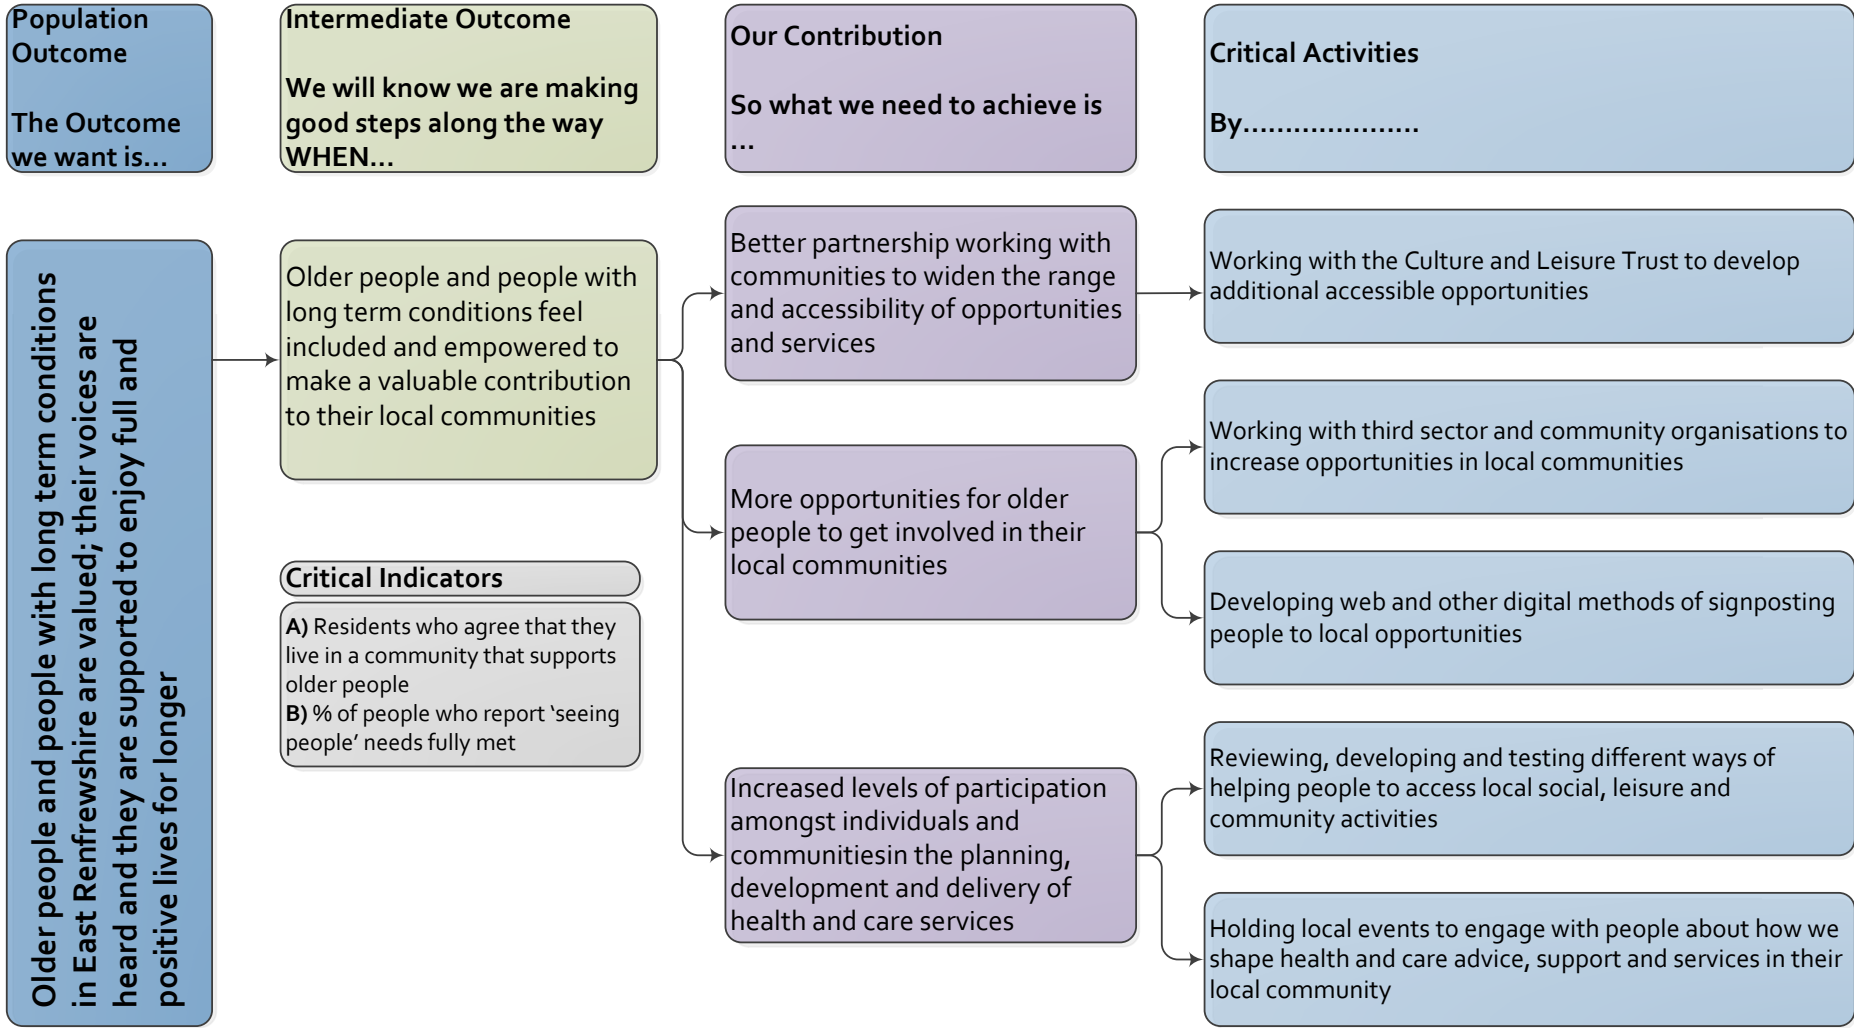 Population
Outcome
The Outcome
we want is...
Intermediate Outcome
We will know we are making
good steps along the way
WHEN...
Our Contribution
So what we need to achieve is
...
Critical Activities
By.....................
Older people and people with long term conditions
in East Renfrewshire are valued; their voices are
heard and they are supported to enjoy full and
positive lives for longer
Older people and people with
long term conditions feel
included and empowered to
make a valuable contribution
to their local communities
Critical Indicators
A) Residents who agree that they
live in a community that supports
older people
B) % of people who report ‘seeing
people’ needs fully met
Better partnership working with
communities to widen the range
and accessibility of opportunities
and services
More opportunities for older
people to get involved in their
local communities
Increased levels of participation
amongst individuals and
communitiesin the planning,
development and delivery of
health and care services
Working with the Culture and Leisure Trust to develop
additional accessible opportunities
Working with third sector and community organisations to
increase opportunities in local communities
Developing web and other digital methods of signposting
people to local opportunities
Reviewing, developing and testing different ways of
helping people to access local social, leisure and
community activities
Holding local events to engage with people about how we
shape health and care advice, support and services in their
local community